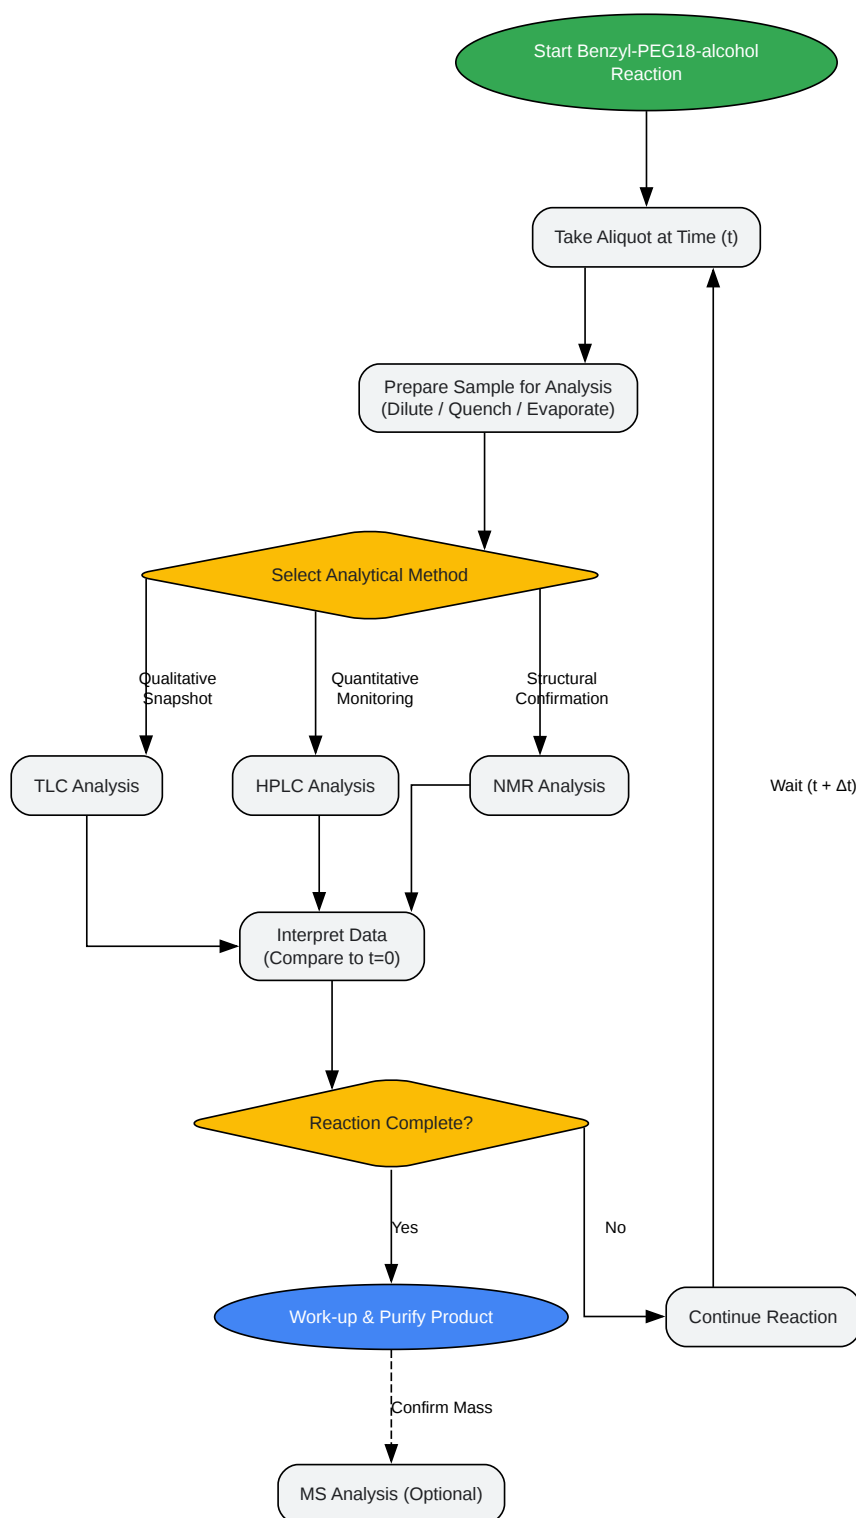 Start Benzyl-PEG18-alcohol
Reaction
Take Aliquot at Time (t)
Prepare Sample for Analysis
(Dilute / Quench / Evaporate)
Select Analytical Method
Qualitative
Snapshot
Quantitative
Monitoring
Structural
Confirmation
TLC Analysis
HPLC Analysis
NMR Analysis
Wait (t + Δt)
Interpret Data
(Compare to t=0)
Reaction Complete?
Yes
No
Work-up & Purify Product
Continue Reaction
Confirm Mass
MS Analysis (Optional)